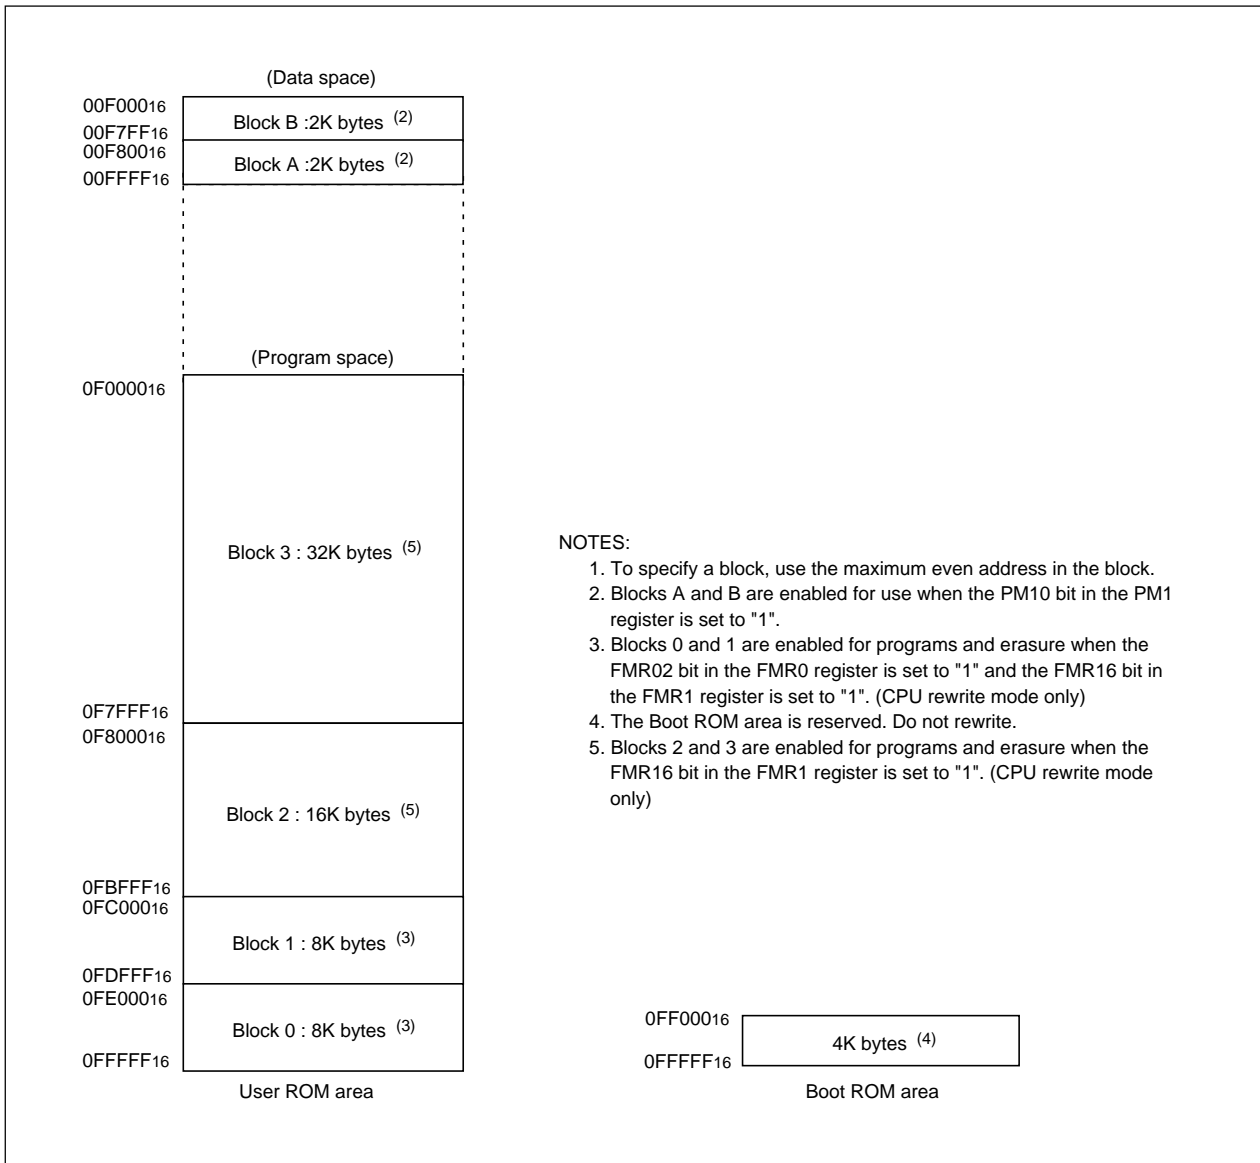 (Data space)
00F00016
Block B :2K bytes (2)
00F7FF16
00F80016
Block A :2K bytes (2)
00FFFF16
(Program space)
0F000016
Block 3 : 32K bytes (5)
0F7FFF16
0F800016
Block 2 : 16K bytes (5)
0FBFFF16
0FC00016
Block 1 : 8K bytes (3)
0FDFFF16
0FE00016
Block 0 : 8K bytes (3)
0FFFFF16
User ROM area
NOTES:
1. To specify a block, use the maximum even address in the block.
2. Blocks A and B are enabled for use when the PM10 bit in the PM1
register is set to "1".
3. Blocks 0 and 1 are enabled for programs and erasure when the
FMR02 bit in the FMR0 register is set to "1" and the FMR16 bit in
the FMR1 register is set to "1". (CPU rewrite mode only)
4. The Boot ROM area is reserved. Do not rewrite.
5. Blocks 2 and 3 are enabled for programs and erasure when the
FMR16 bit in the FMR1 register is set to "1". (CPU rewrite mode
only)
0FF00016
4K bytes (4)
0FFFFF16
Boot ROM area